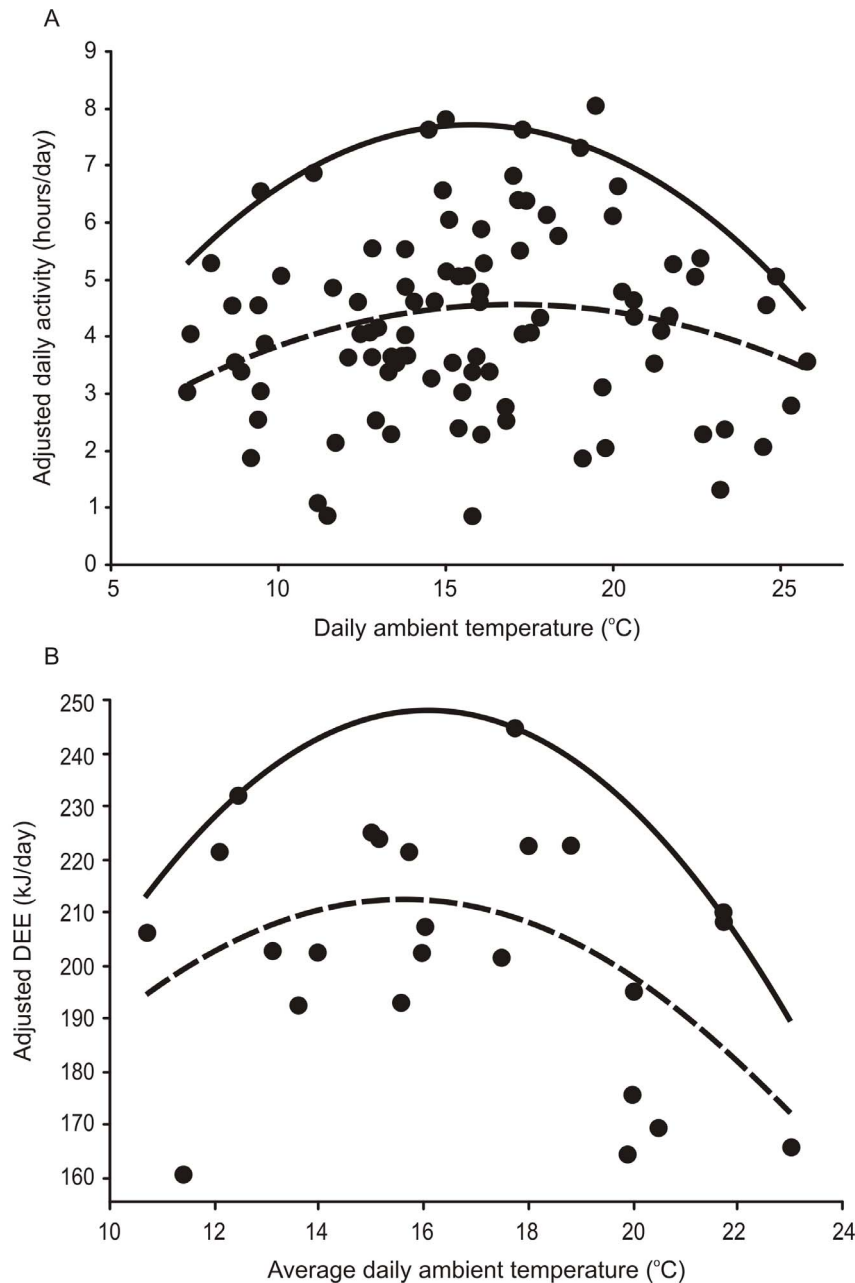 A
9
8
7
6
5
4
3
2
1
0
Adjusted daily activity (hours/day)
5 10 15 20 25
Daily ambient temperature (°C)
B
250
240
230
220
210
200
190
180
170
160
Adjusted DEE (kJ/day)
10 12 14 16 18 20 22 24
Average daily ambient temperature (°C)